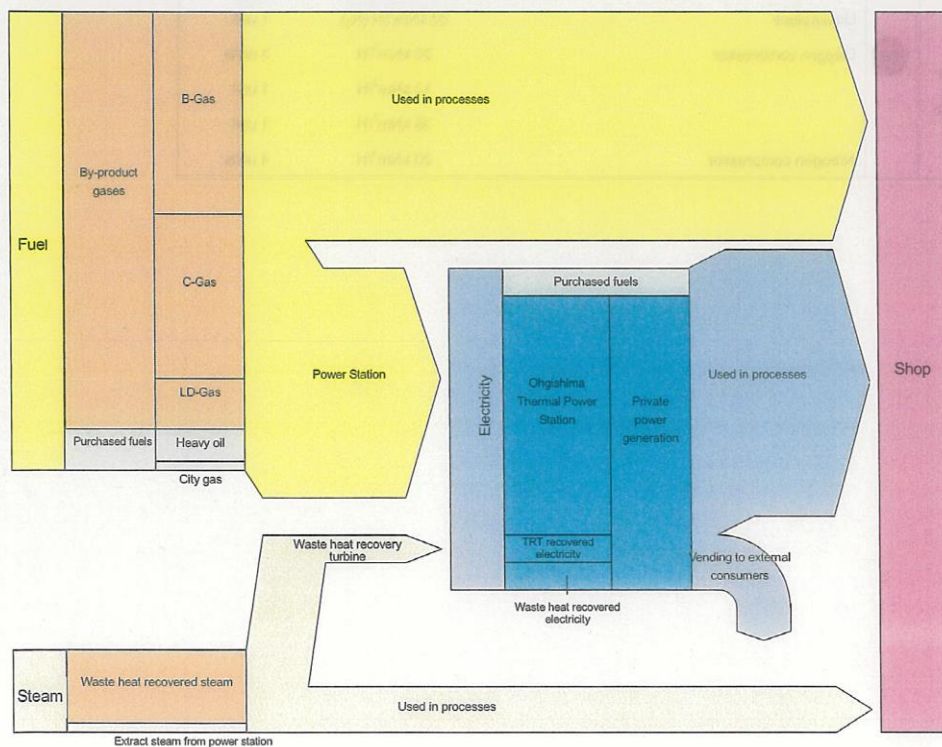 B-Gas
Used in processes
By-product
gases
Fuel
C-Gas
Purchased fuels
Power Station
LD-Gas
Electricity
Ohgishima
Thermal Power
Station
Private
power
generation
Used in processes
Shop
Purchased fuels
Heavy oil
City gas
Waste heat recovery
turbine
TRT recovered
electricity
Vending to external
consumers
Waste heat recovered
electricity
Steam
Waste heat recovered steam
Used in processes
Extract steam from power station